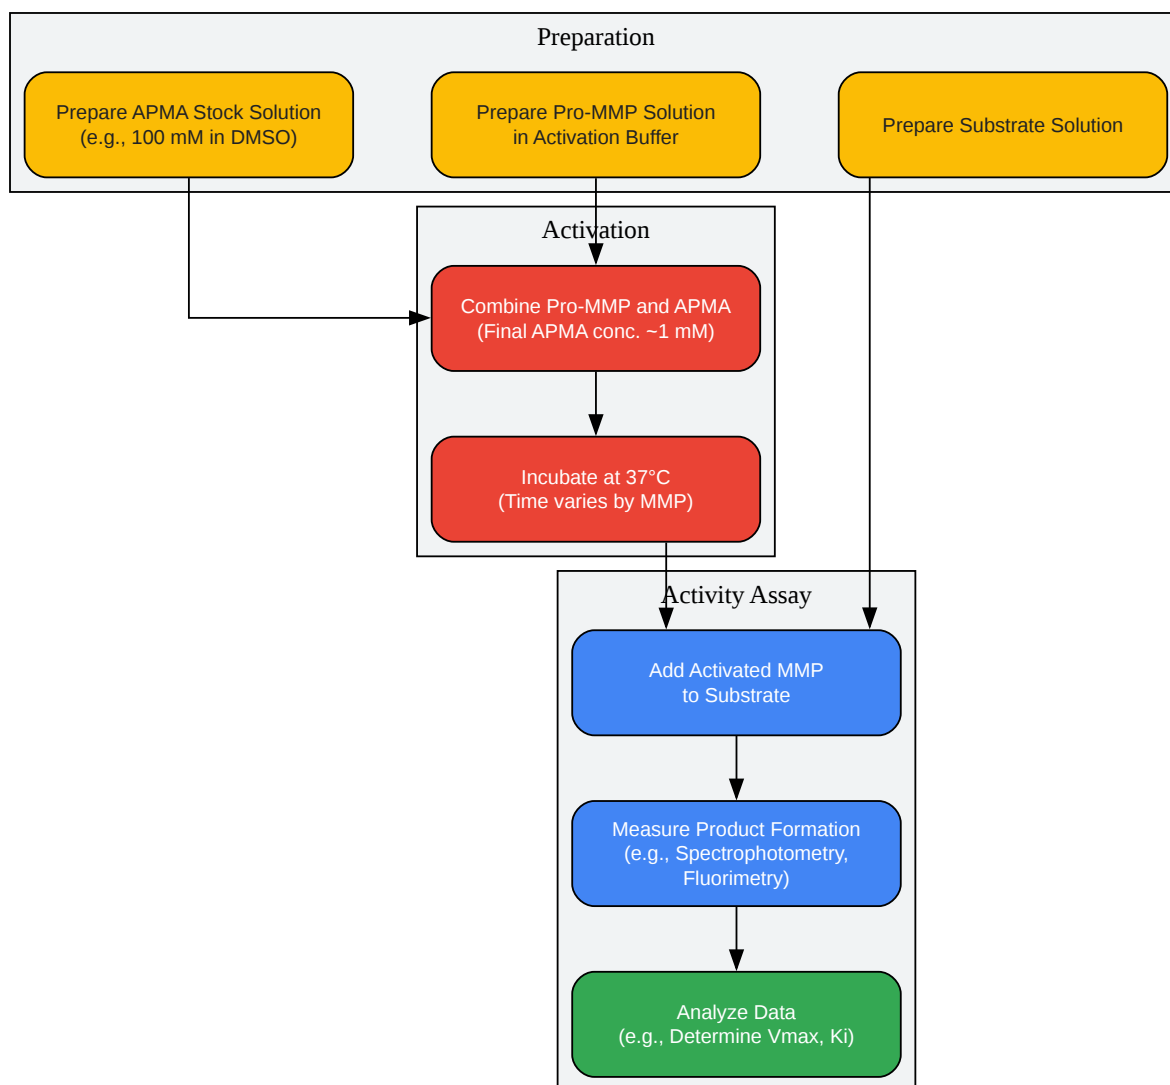 Preparation
Prepare APMA Stock Solution
(e.g., 100 mM in DMSO)
Prepare Pro-MMP Solution
in Activation Buffer
Prepare Substrate Solution
Activation
Combine Pro-MMP and APMA
(Final APMA conc. ~1 mM)
Incubate at 37°C
(Time varies by MMP)
Activity Assay
Add Activated MMP
to Substrate
Measure Product Formation
(e.g., Spectrophotometry,
Fluorimetry)
Analyze Data
(e.g., Determine Vmax, Ki)